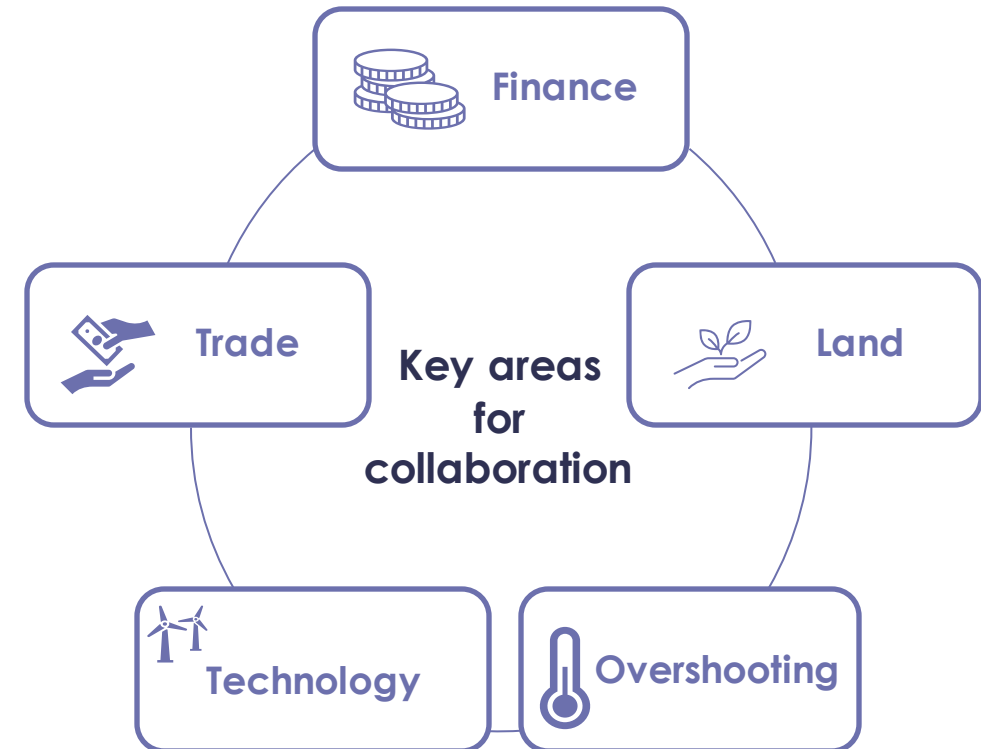 Finance
Trade
Land
Key areas
for
collaboration
Technology
Overshooting